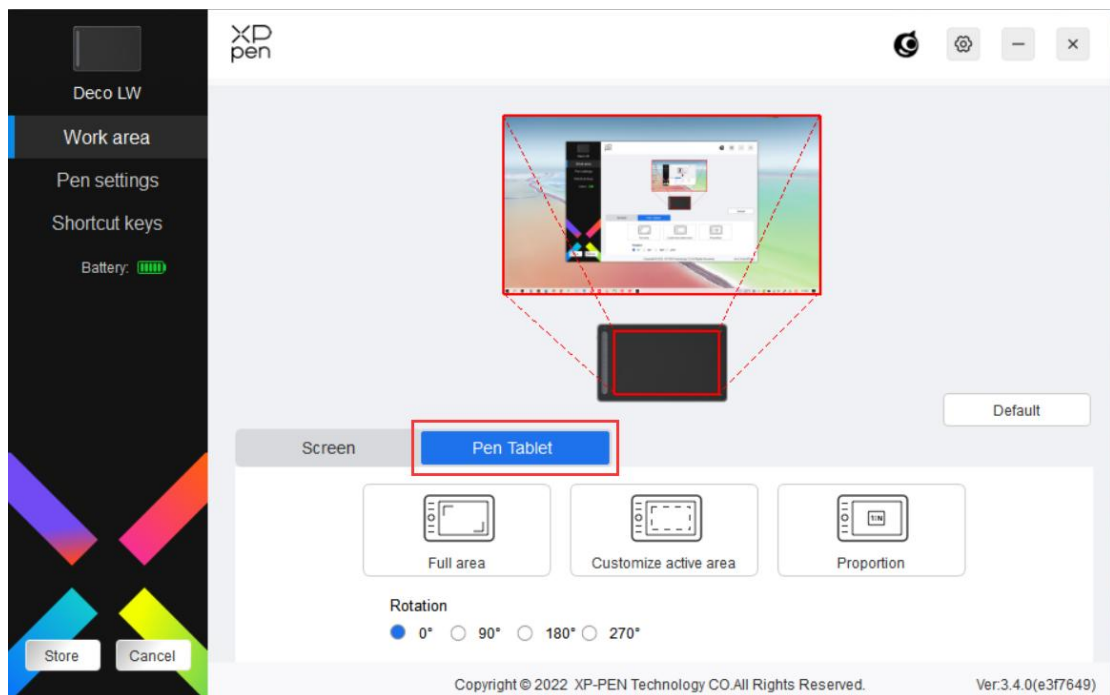 XP
pen
Deco LW
Work area
Pen settings
Shortcut keys
Battery:
Default
Screen
Pen Tablet
1:N
Full area
Customize active area
Proportion
Rotation
0° 90° 180° 270°
Store
Cancel
Copyright © 2022 XP-PEN Technology CO.All Rights Reserved.
Ver:3.4.0(e3f7649)